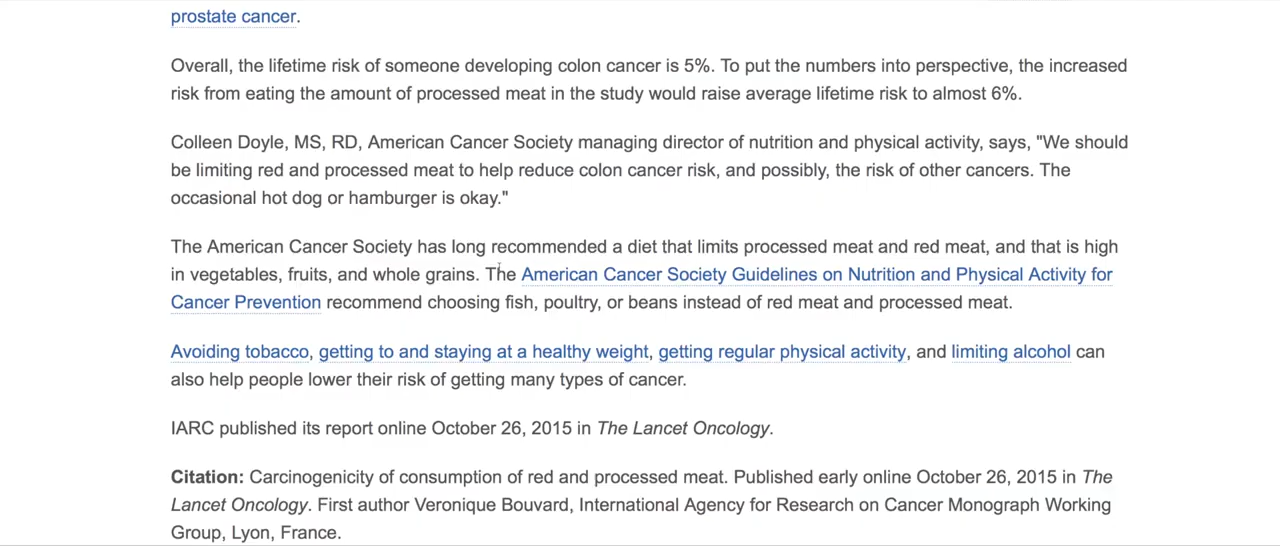 prostate cancer.
Overall, the lifetime risk of someone developing colon cancer is 5%. To put the numbers into perspective, the increased
risk from eating the amount of processed meat in the study would raise average lifetime risk to almost 6%.
Colleen Doyle, MS, RD, American Cancer Society managing director of nutrition and physical activity, says, "We should
be limiting red and processed meat to help reduce colon cancer risk, and possibly, the risk of other cancers. The
occasional hot dog or hamburger is okay."
The American Cancer Society has long recommended a diet that limits processed meat and red meat, and that is high
in vegetables, fruits, and whole grains. The American Cancer Society Guidelines on Nutrition and Physical Activity for
Cancer Prevention recommend choosing fish, poultry, or beans instead of red meat and processed meat.
Avoiding tobacco, getting to and staying at a healthy weight, getting regular physical activity, and limiting alcohol can
also help people lower their risk of getting many types of cancer.
IARC published its report online October 26, 2015 in The Lancet Oncology.
Citation: Carcinogenicity of consumption of red and processed meat. Published early online October 26, 2015 in The
Lancet Oncology. First author Veronique Bouvard, International Agency for Research on Cancer Monograph Working
Group, Lyon, France.